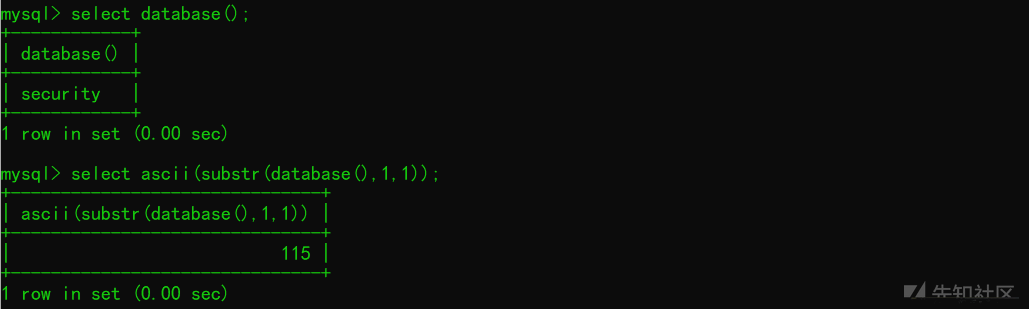 mysql> select database();
+------------+
| database() |
+------------+
| security   |
+------------+
1 row in set (0.00 sec)
mysql> select ascii(substr(database(),1,1));
+-------------------------------+
| ascii(substr(database(),1,1)) |
+-------------------------------+
|                           115 |
+-------------------------------+
1 row in set (0.00 sec)
先知社区